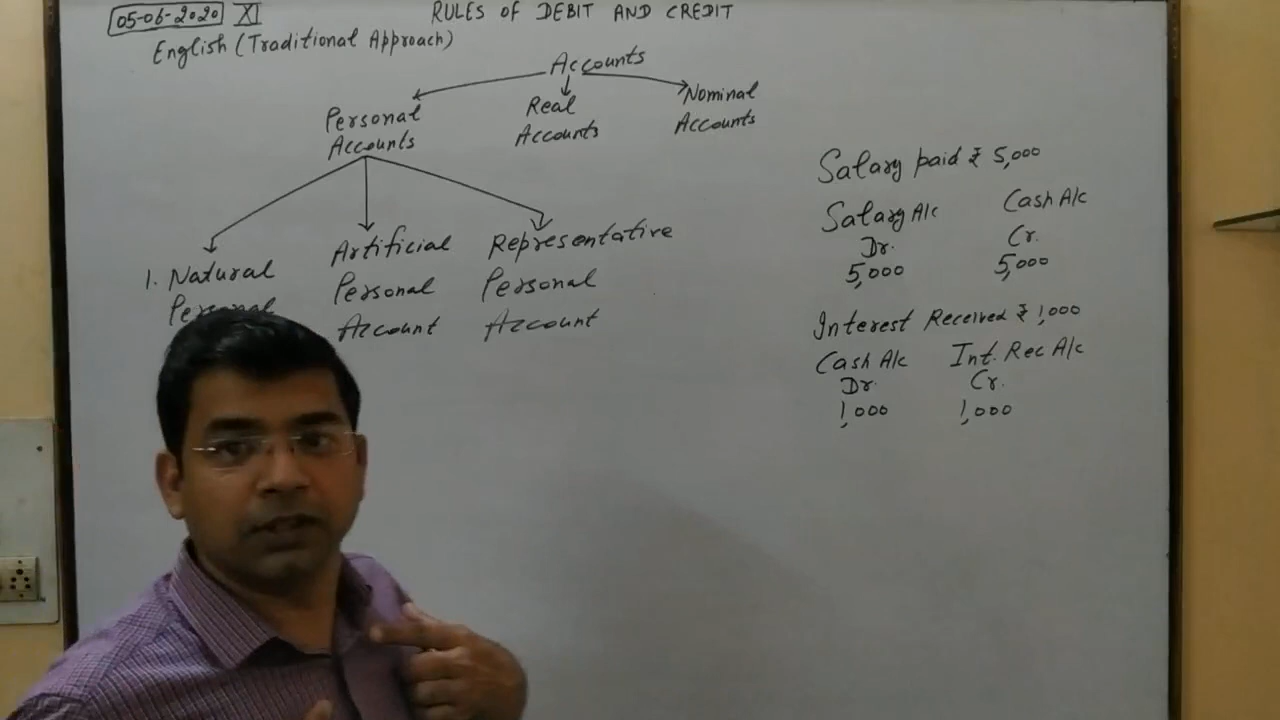 05-06-2020 XI
RULES OF DEBIT AND CREDIT
English (Traditional Approach)
Accounts
Personal
Accounts
Real
Accounts
Nominal
Accounts
1. Natural
Personal
Artificial
Personal
Account
Representative
Personal
Account
Salary paid ₹ 5,000
Salary A/c Cash A/c
Dr. Cr.
5,000 5,000
Interest Received ₹ 1,000
Cash A/c Int. Rec A/c
Dr. Cr.
1,000 1,000